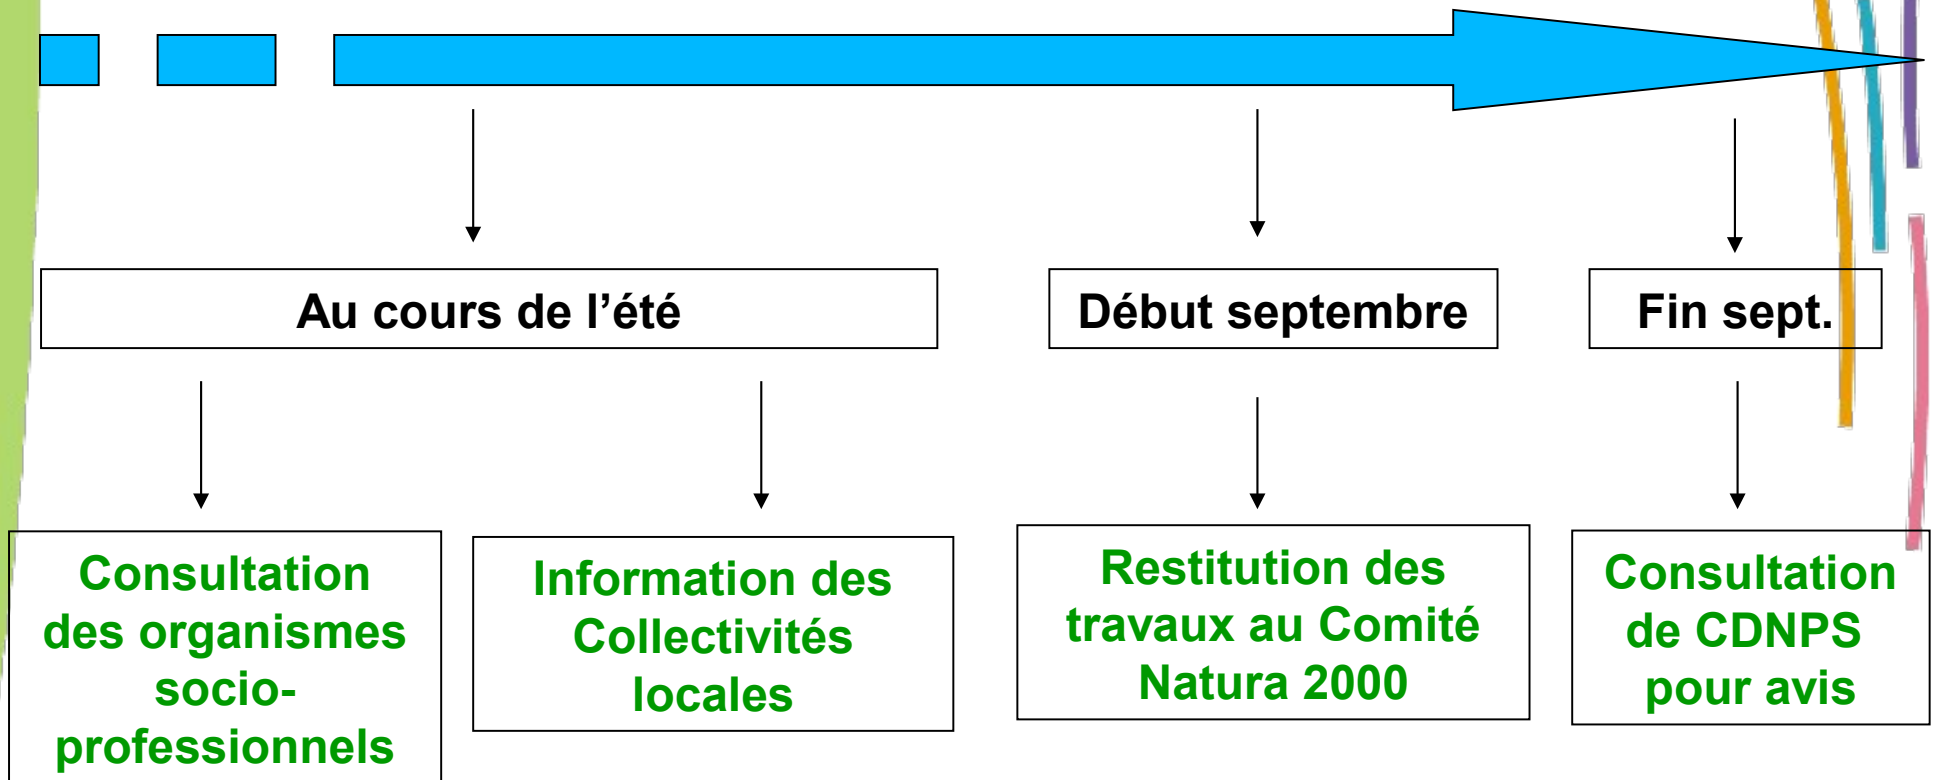 Au cours de l’été
Début septembre
Fin sept.
Consultation
des organismes
socio-
professionnels
Information des
Collectivités
locales
Restitution des
travaux au Comité
Natura 2000
Consultation
de CDNPS
pour avis